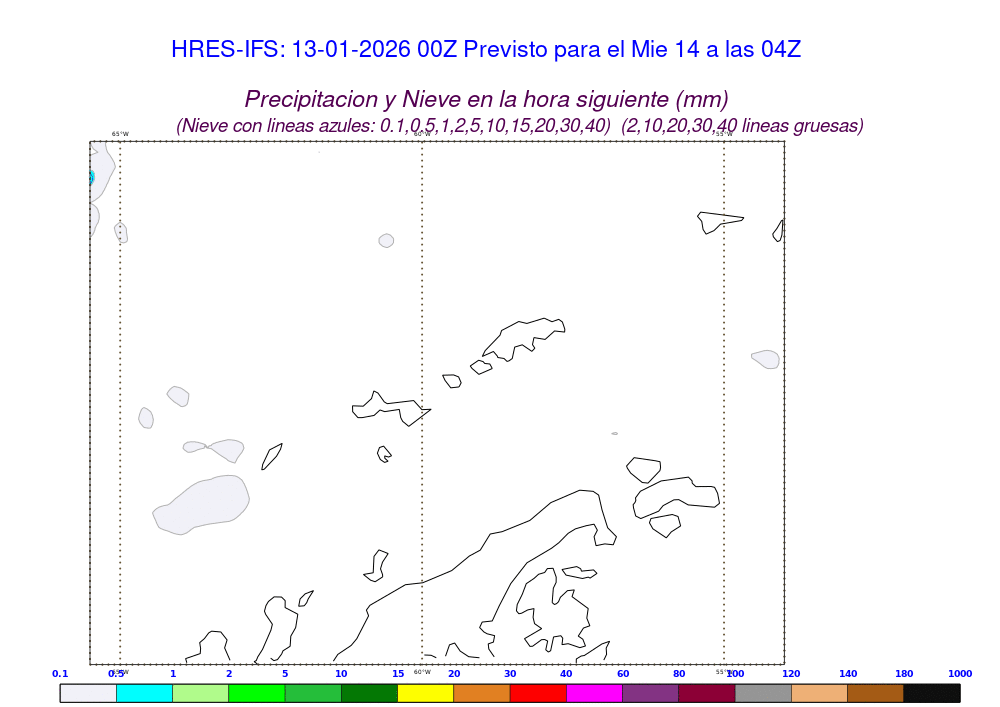 HRES-IFS: 13-01-2026 00Z Previsto para el Mie 14 a las 04Z
Precipitacion y Nieve en la hora siguiente (mm)
(Nieve con lineas azules: 0.1,0.5,1,2,5,10,15,20,30,40)  (2,10,20,30,40 lineas gruesas)
65°W 60°W 55°W
65°W 60°W 55°W
0.1 0.5 1 2 5 10 15 20 30 40 60 80 100 120 140 180 1000